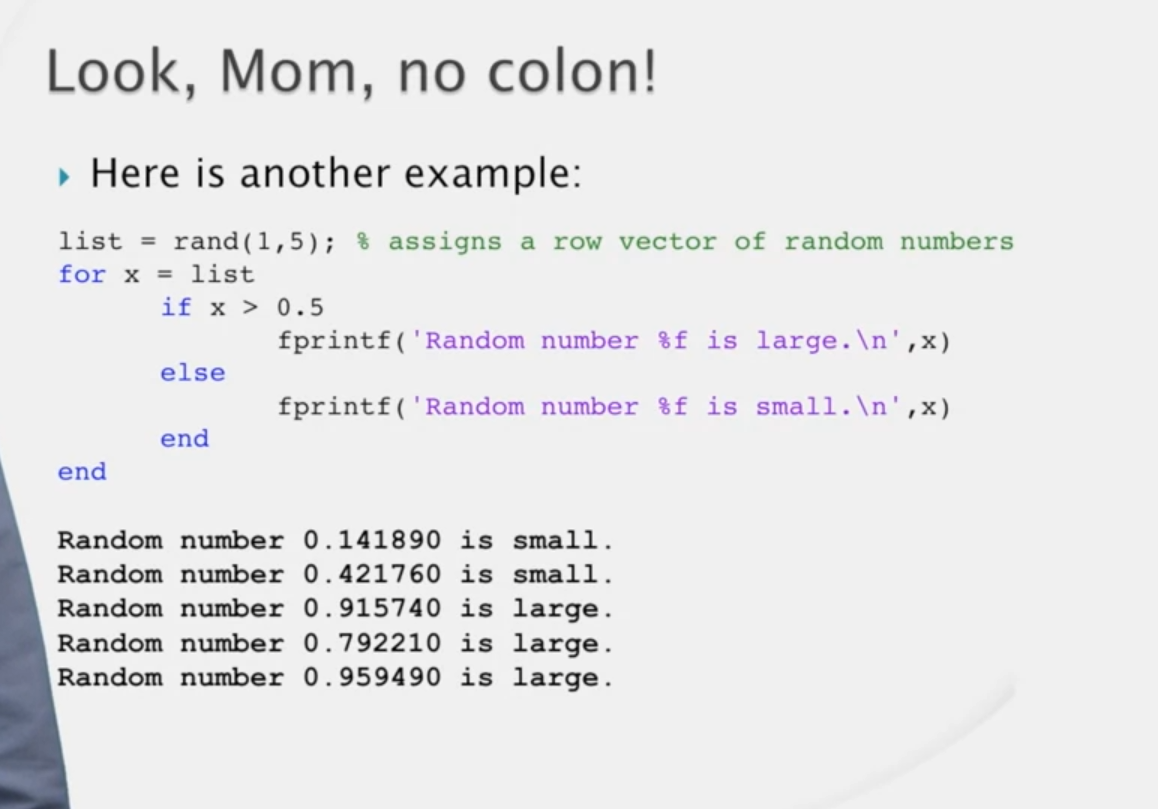 Look, Mom, no colon!
Here is another example:
list = rand(1,5); % assigns a row vector of random numbers
for x = list
if x > 0.5
fprintf('Random number %f is large.\n',x)
else
fprintf('Random number %f is small.\n',x)
end
end
Random number 0.141890 is small.
Random number 0.421760 is small.
Random number 0.915740 is large.
Random number 0.792210 is large.
Random number 0.959490 is large.